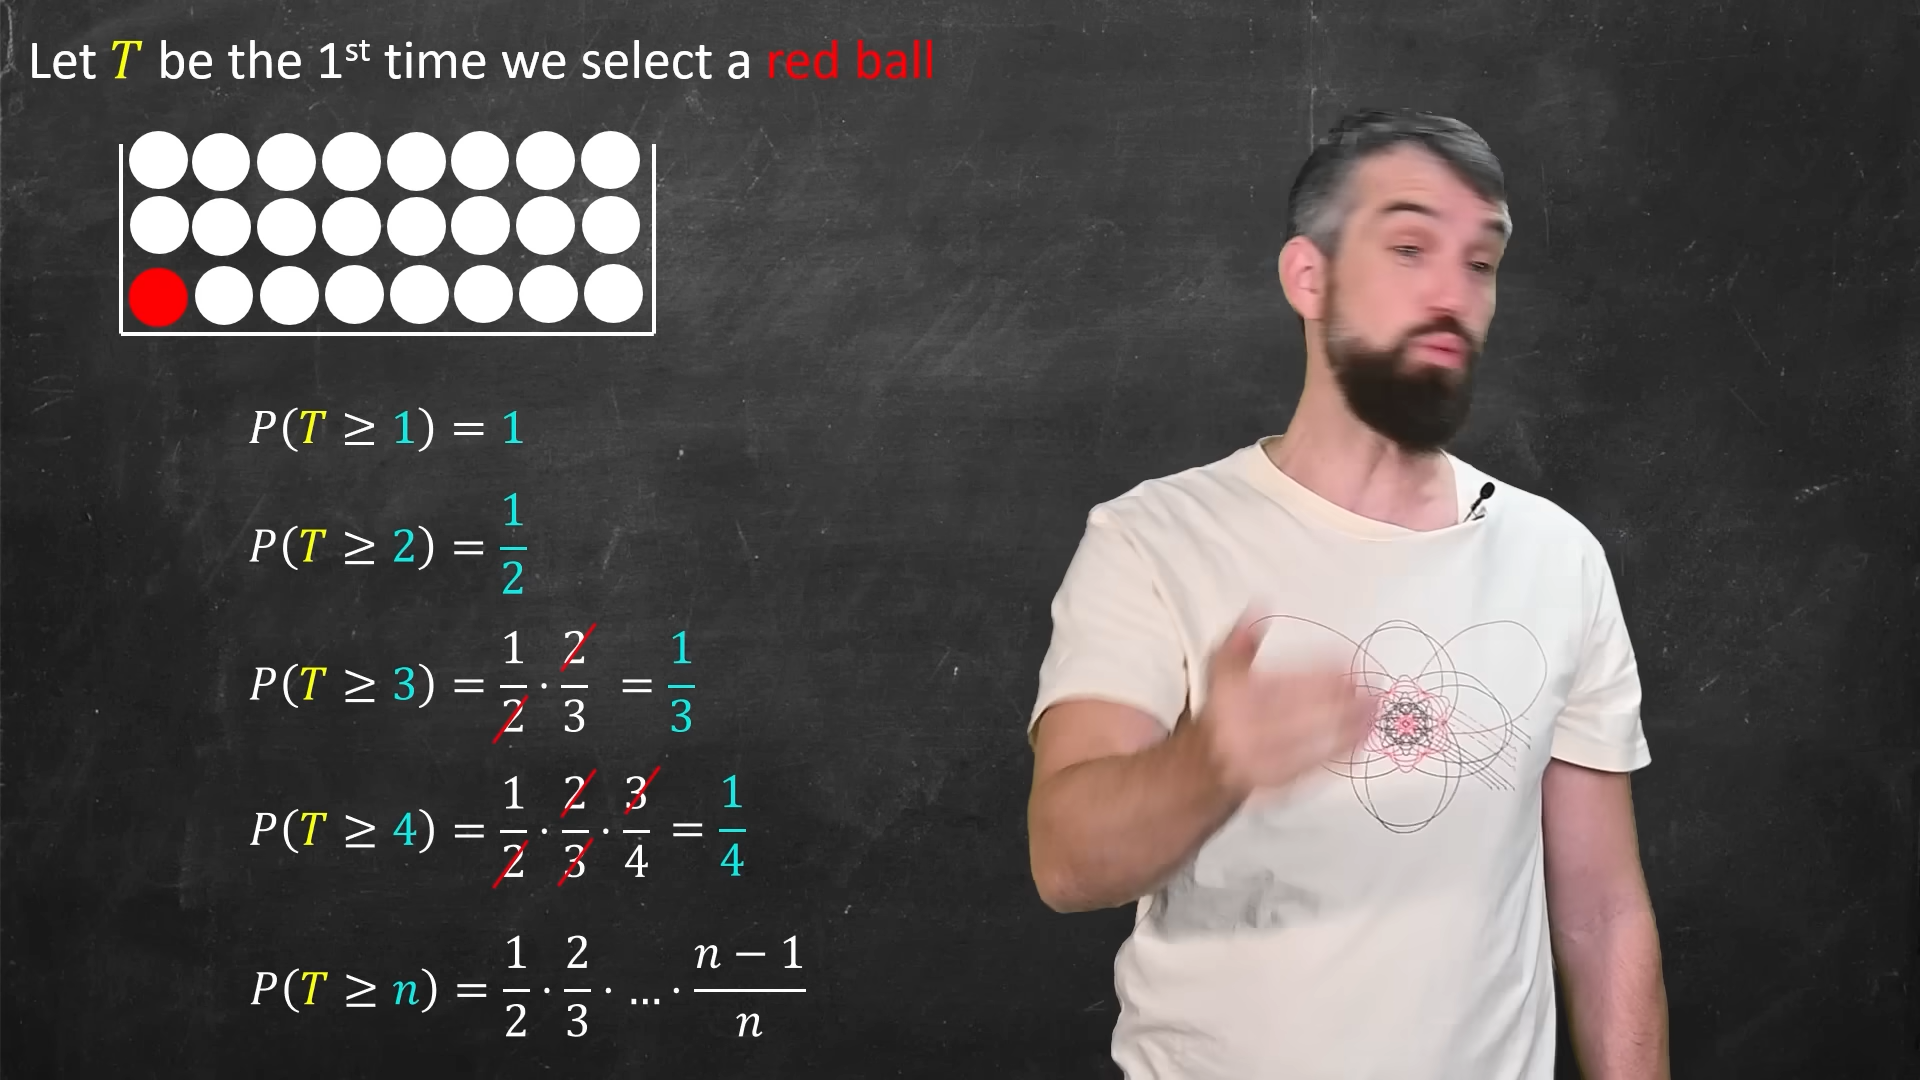 Let T be the 1st time we select a red ball
P(T ≥ 1) = 1
P(T ≥ 2) = 1/2
P(T ≥ 3) = 1/2 · 2/3 = 1/3
P(T ≥ 4) = 1/2 · 2/3 · 3/4 = 1/4
P(T ≥ n) = 1/2 · 2/3 · ... · n − 1/n